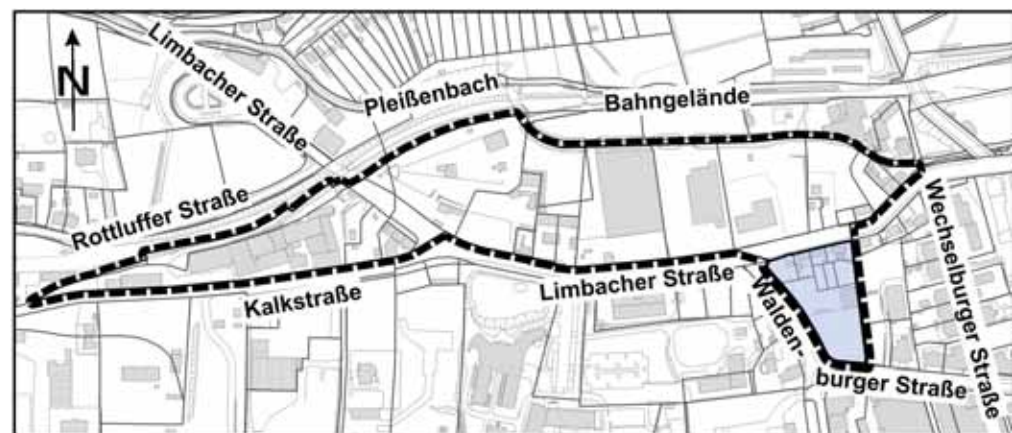 Limbacher Straße
N
Pleißenbach
Bahngelände
Rottluffer Straße
Wechselburger Straße
Kalkstraße
Limbacher Straße
Walden-
burger Straße